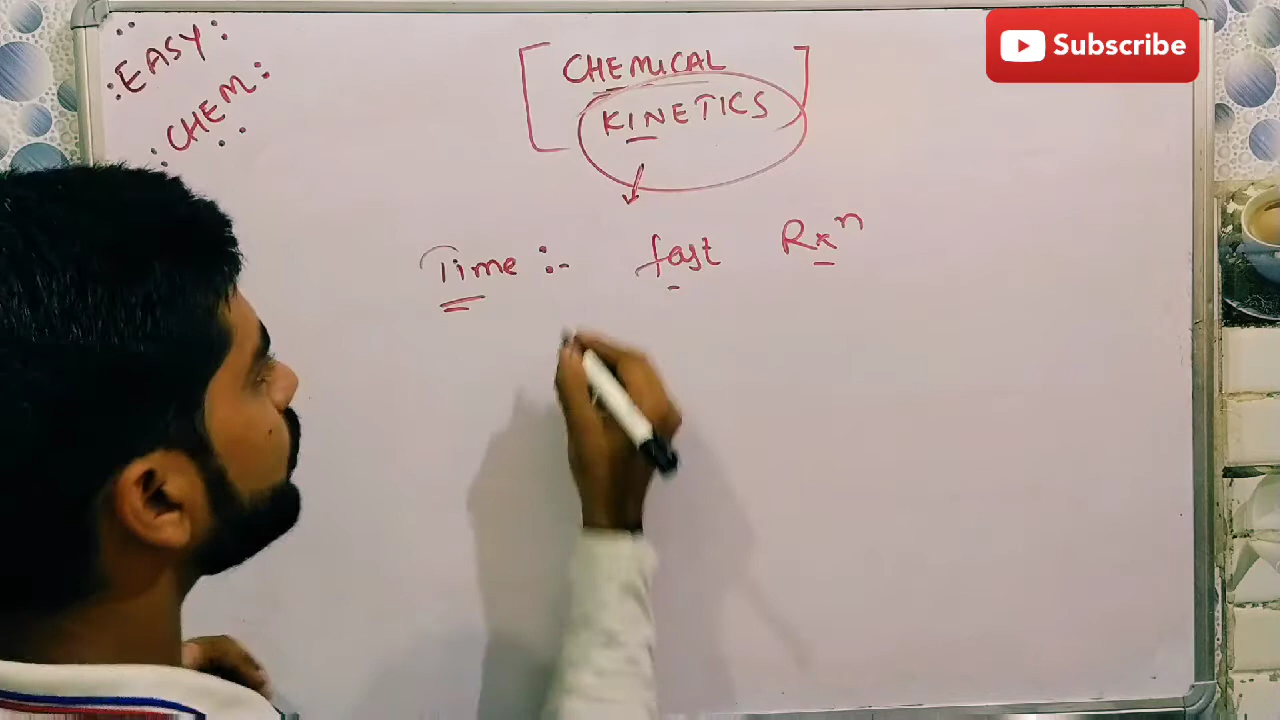 :EASY:
:CHEM:
[CHEMICAL
KINETICS]
Time :- fast Rxⁿ
Subscribe